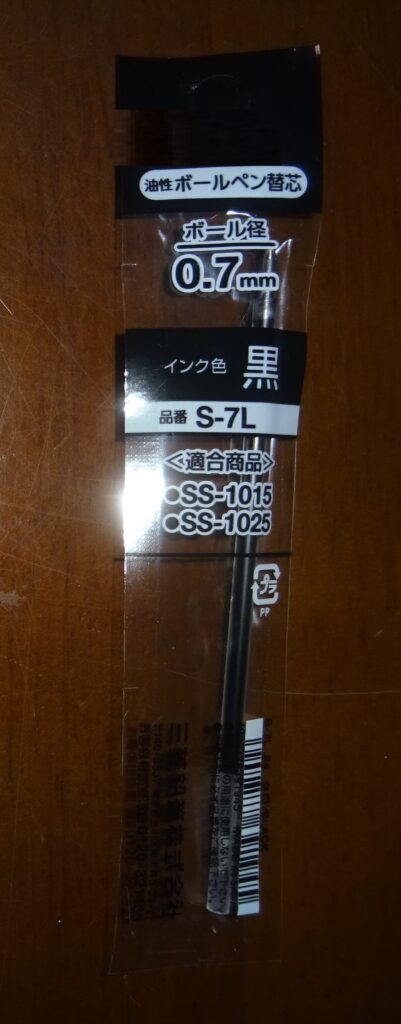 油性ボールペン替芯
ボール径
0.7mm
インク色 黒
品番 S-7L
<適合商品>
•SS-1015
•SS-1025
プラ
PP
三菱鉛筆株式会社